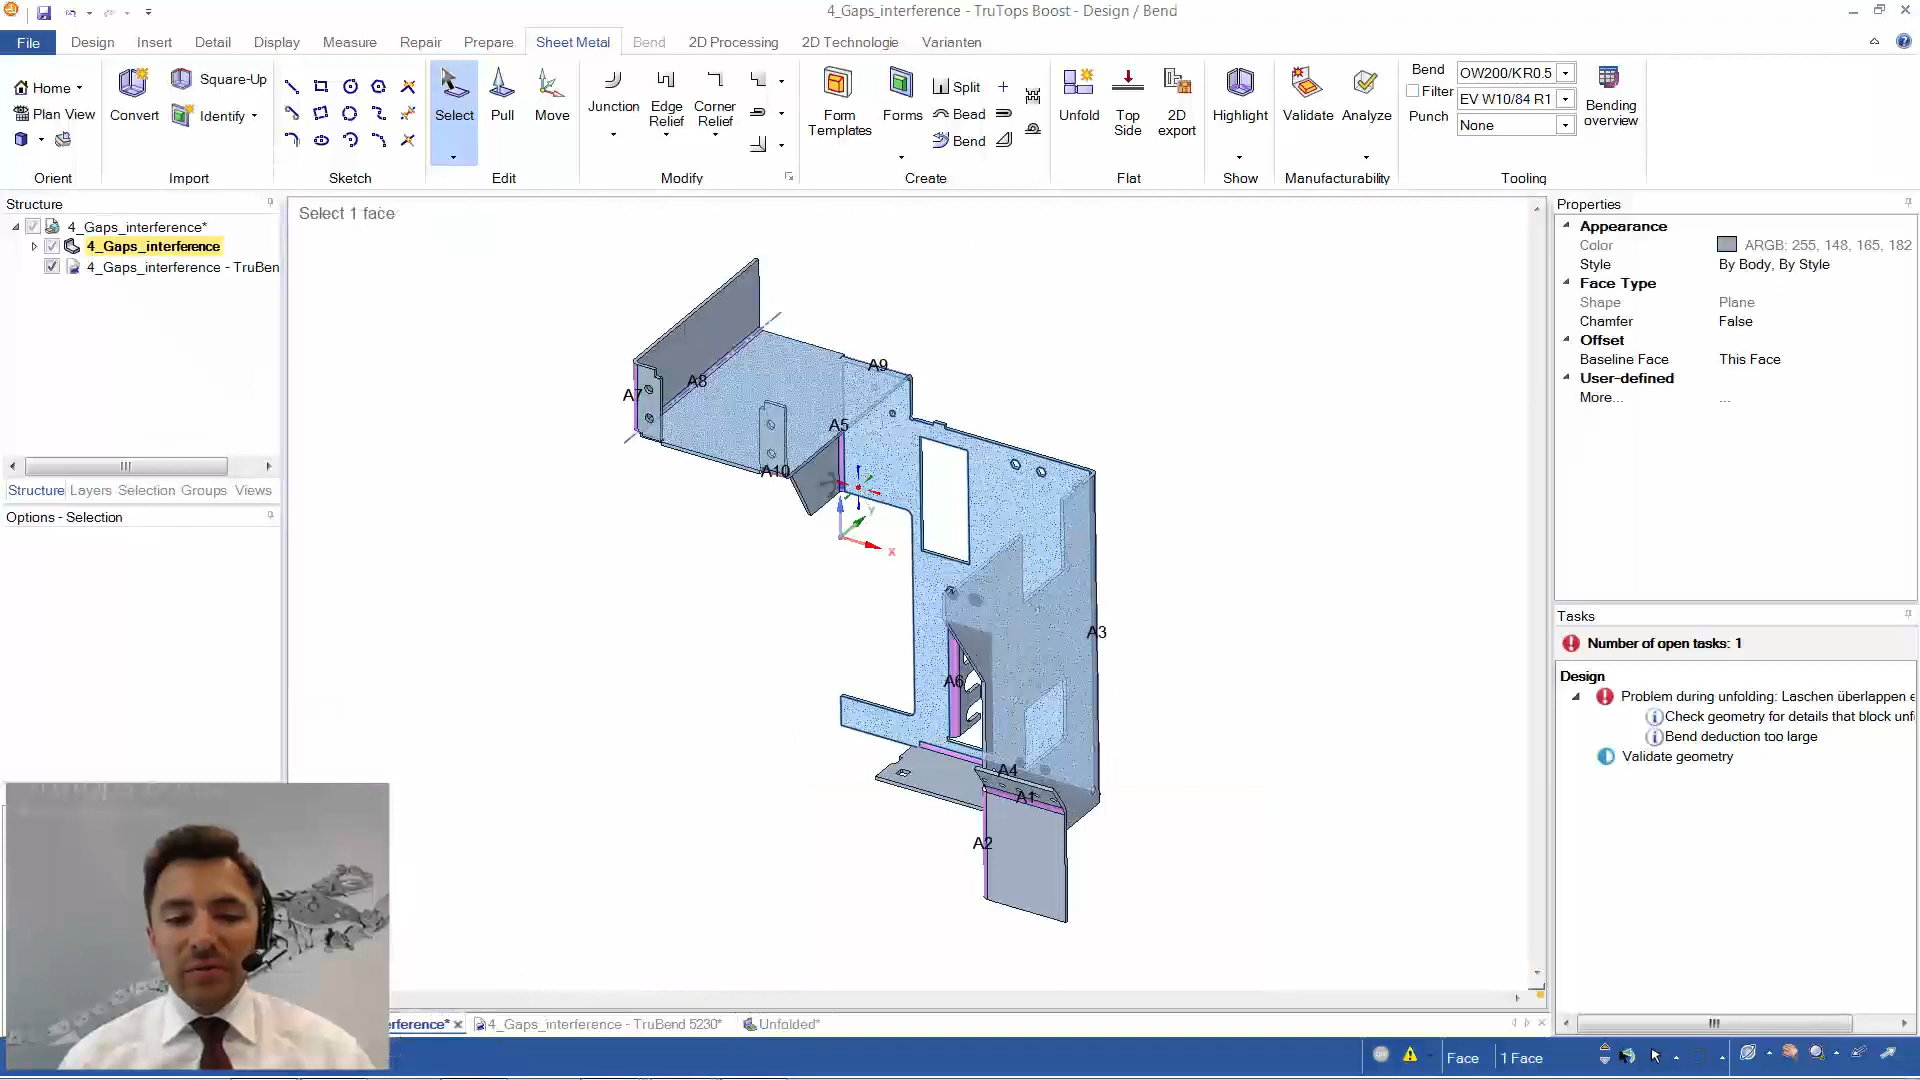 4_Gaps_interference - TruTops Boost - Design / Bend
File Design Insert Detail Display Measure Repair Prepare Sheet Metal Bend 2D Processing 2D Technologie Varianten
Home
Plan View
Orient
Convert
Square-Up
Identify
Import
Sketch
Select
Pull
Move
Edit
Junction
Edge Relief
Corner Relief
Modify
Form Templates
Forms
Split
Bead
Bend
Create
Unfold
Top Side
2D export
Flat
Highlight
Show
Validate
Analyze
Manufacturability
Bend OW200/KR0.5
Filter EV W10/84 R1
Punch None
Bending overview
Tooling
Structure
4_Gaps_interference*
4_Gaps_interference
4_Gaps_interference - TruBen
Structure Layers Selection Groups Views
Options - Selection
Select 1 face
A9
A8
A7
A5
A10
Y
X
A3
A6
A4
A1
A2
Properties
Appearance
Color ARGB: 255, 148, 165, 182
Style By Body, By Style
Face Type
Shape Plane
Chamfer False
Offset
Baseline Face This Face
User-defined
More... ...
Tasks
Number of open tasks: 1
Design
Problem during unfolding: Laschen überlappen e
Check geometry for details that block unf
Bend deduction too large
Validate geometry
rference* 4_Gaps_interference - TruBend 5230* Unfolded*
Face 1 Face